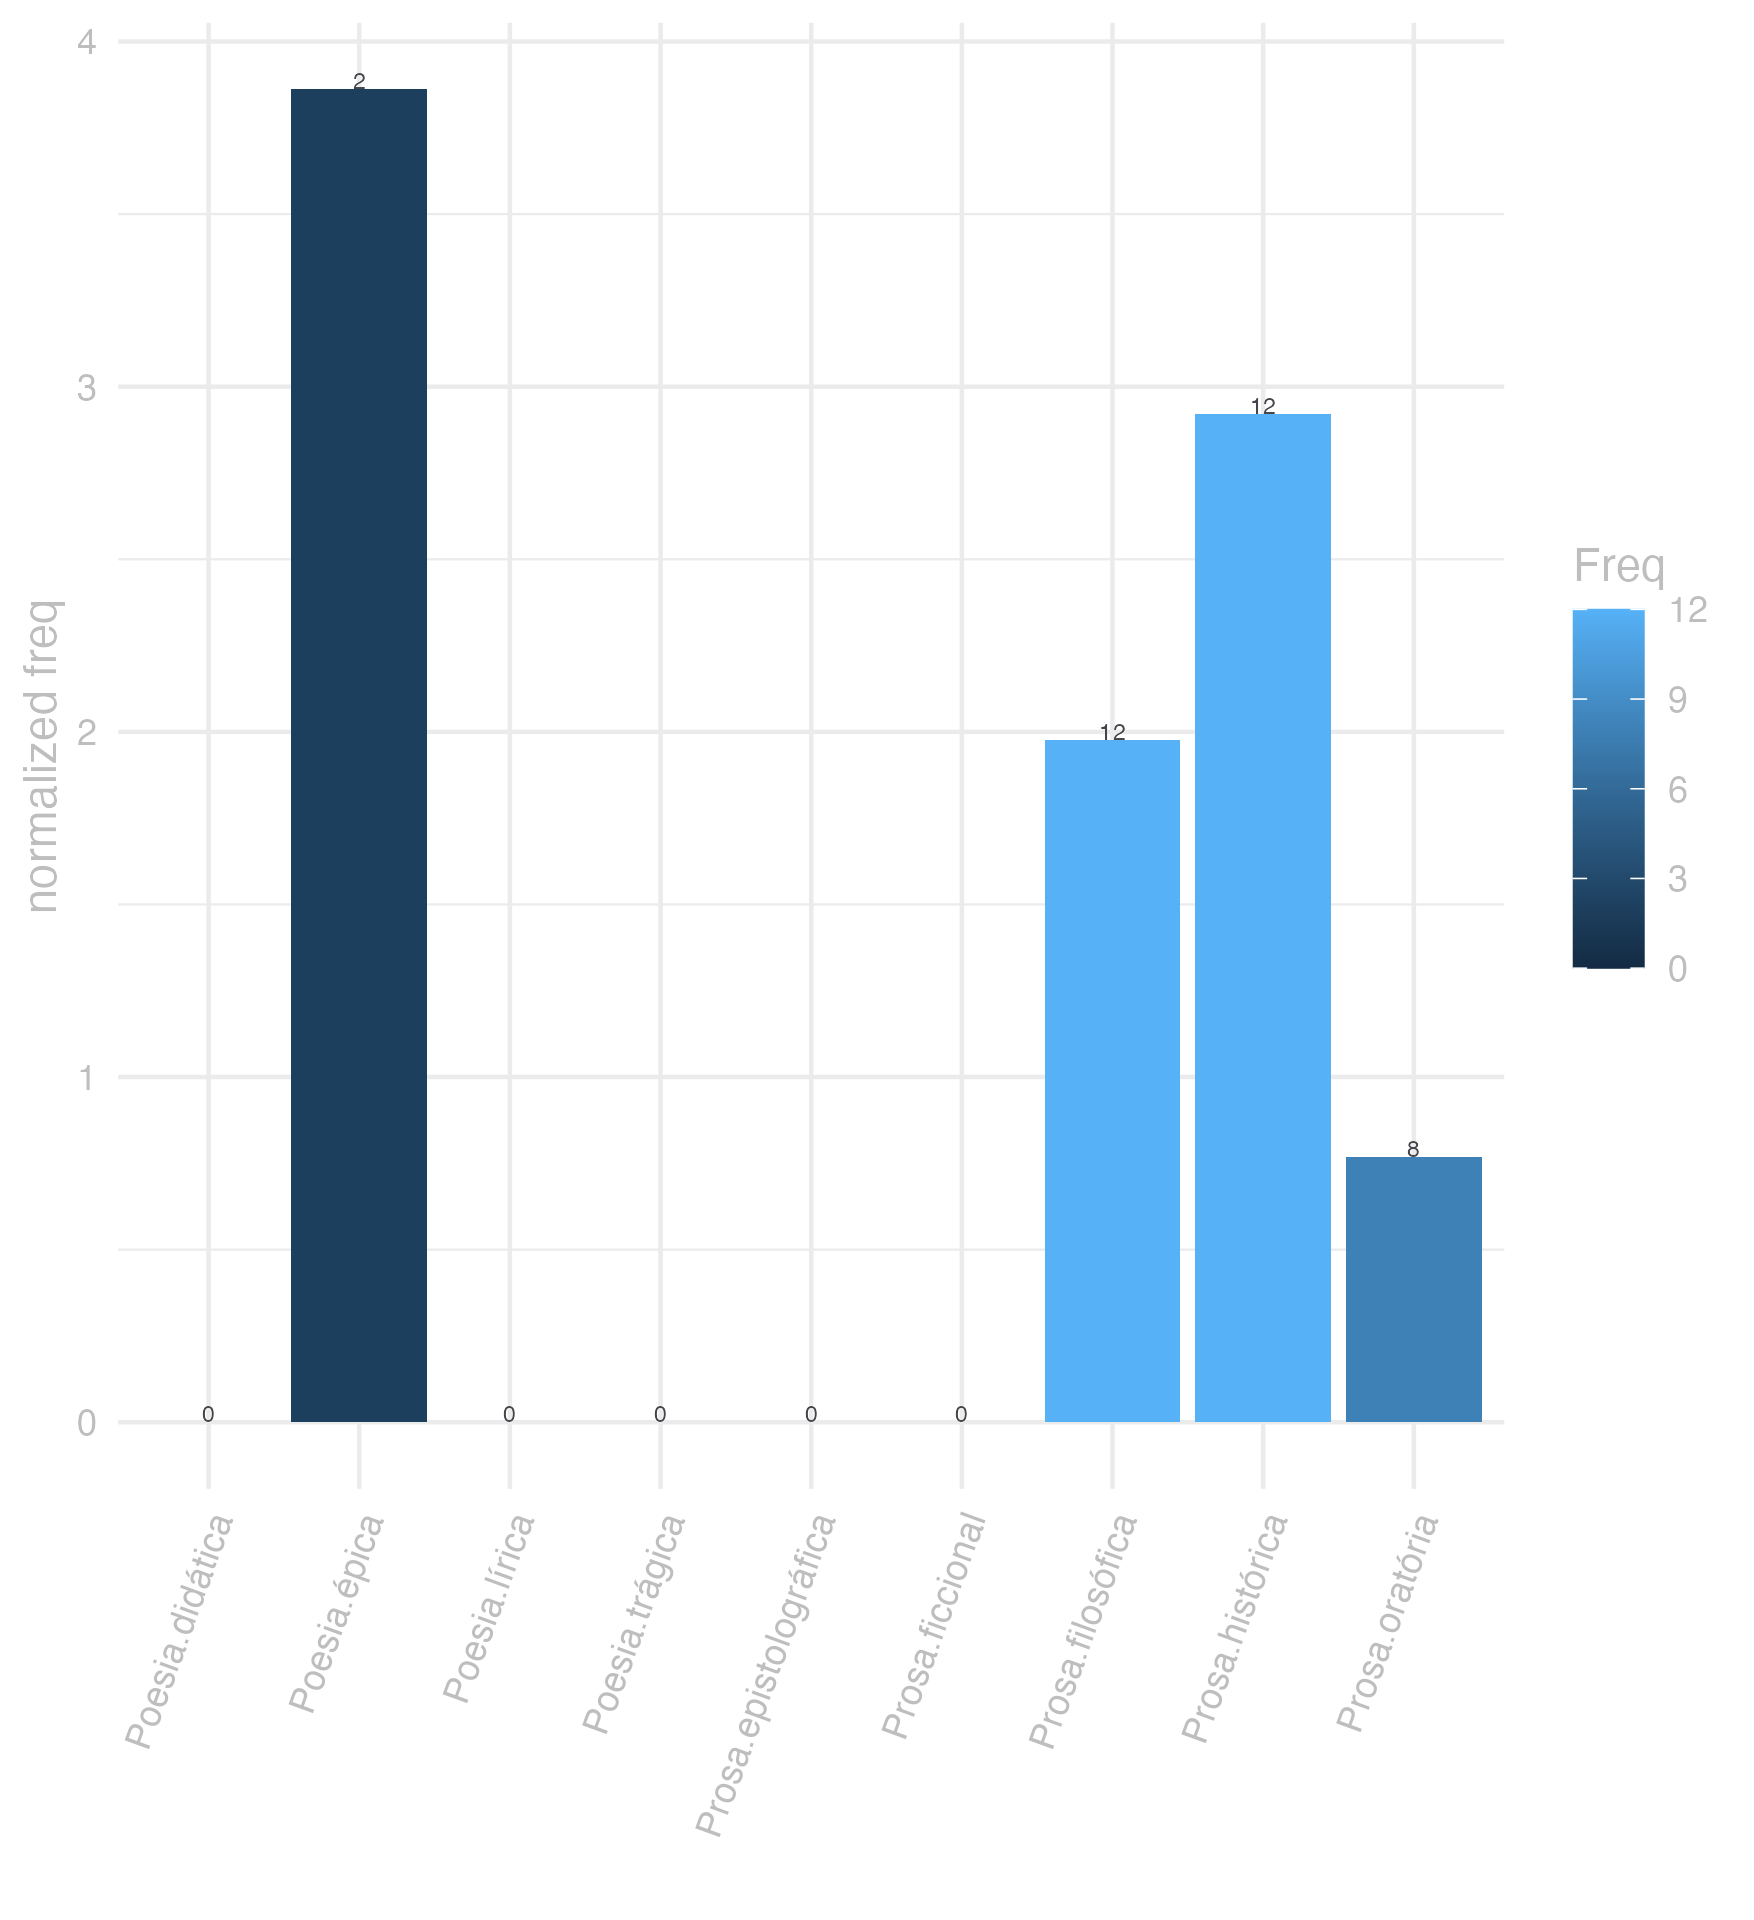 4
3
2
1
0
normalized freq
2
12
12
8
0
0
0
0
0
Poesia.didática
Poesia.épica
Poesia.lírica
Poesia.trágica
Prosa.epistolográfica
Prosa.ficcional
Prosa.filosófica
Prosa.histórica
Prosa.oratória
Freq
12
9
6
3
0